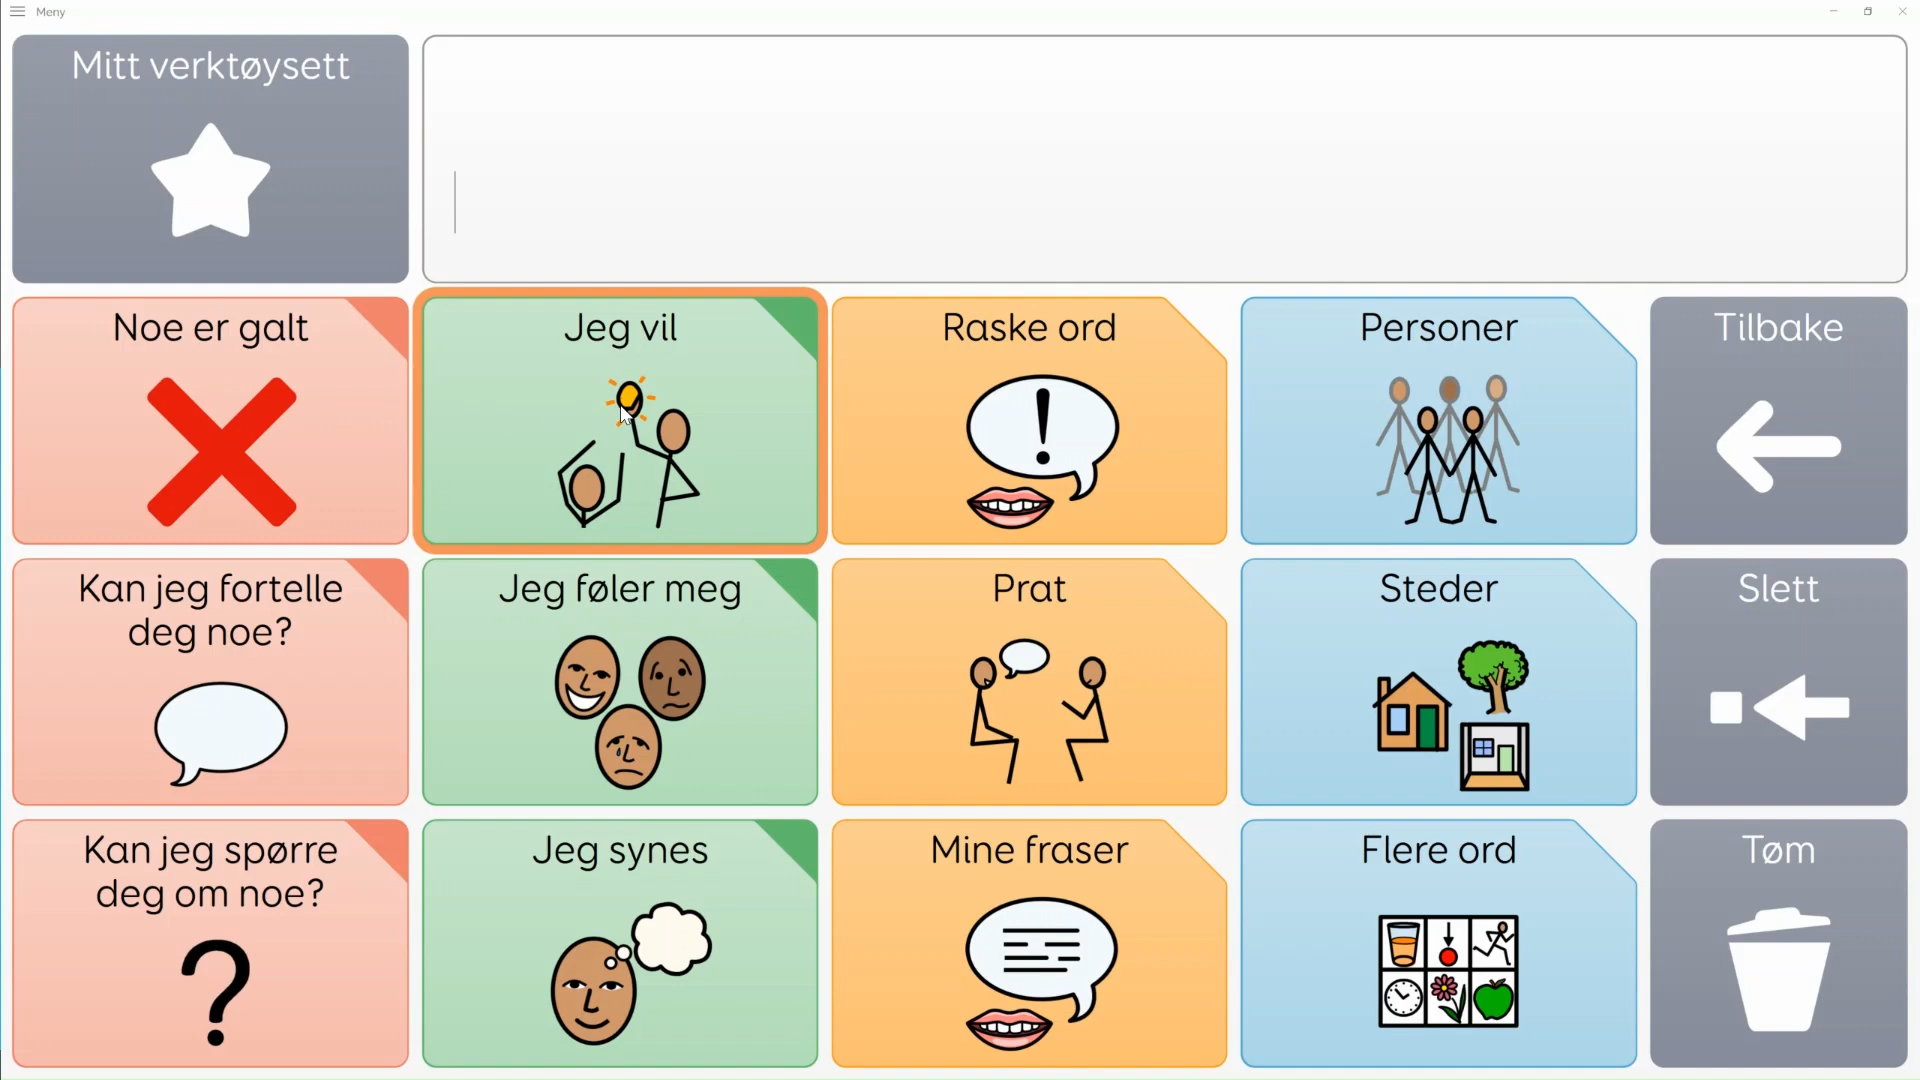 Meny
Mitt verktøysett
Noe er galt
Jeg vil
Raske ord
Personer
Tilbake
Kan jeg fortelle
deg noe?
Jeg føler meg
Prat
Steder
Slett
Kan jeg spørre
deg om noe?
Jeg synes
Mine fraser
Flere ord
Tøm